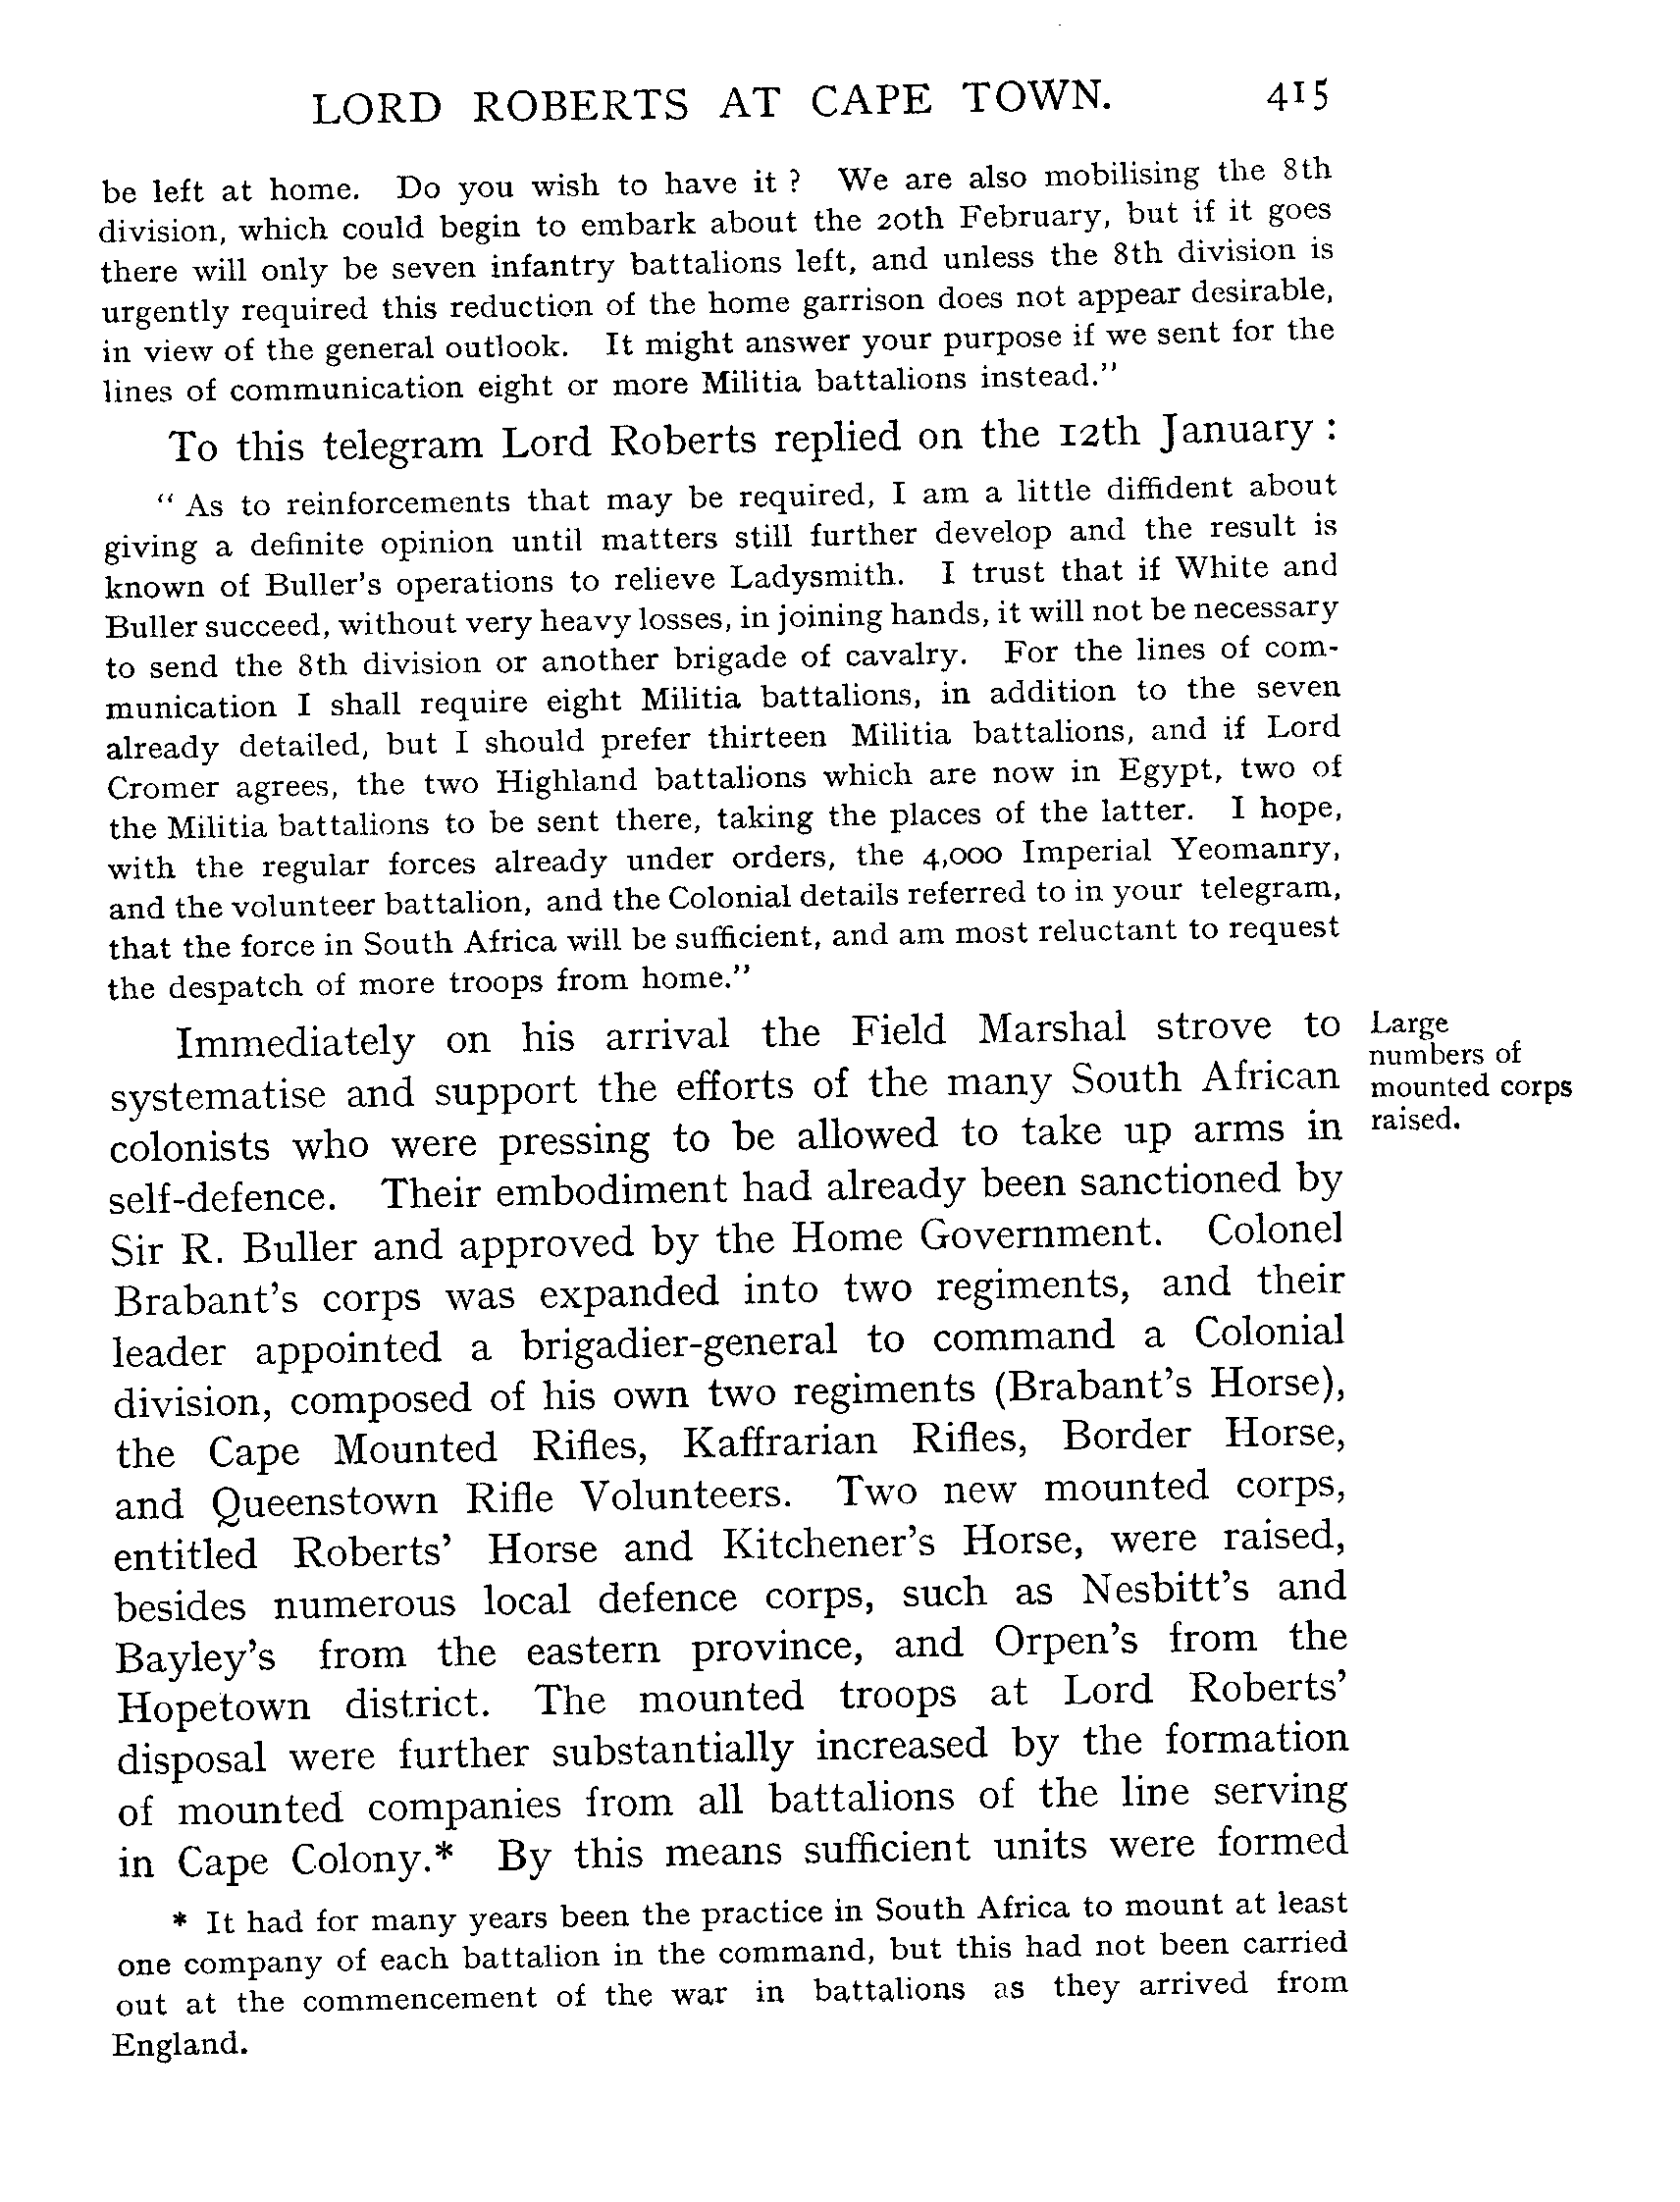 LORD ROBERTS AT CAPE TOWN. 415
be left at home. Do you wish to have it ? We are also mobilising the 8th
division, which could begin to embark about the 20th February, but if it goes
there will only be seven infantry battalions left, and unless the 8th division is
urgently required this reduction of the home garrison does not appear desirable,
in view of the general outlook. It might answer your purpose if we sent for the
lines of communication eight or more Militia battalions instead.”
To this telegram Lord Roberts replied on the 12th January :
“ As to reinforcements that may be required, I am a little diffident about
giving a definite opinion until matters still further develop and the result is
known of Buller’s operations to relieve Ladysmith. I trust that if White and
Buller succeed, without very heavy losses, in joining hands, it will not be necessary
to send the 8th division or another brigade of cavalry. For the lines of com-
munication I shall require eight Militia battalions, in addition to the seven
already detailed, but I should prefer thirteen Militia battalions, and if Lord
Cromer agrees, the two Highland battalions which are now in Egypt, two of
the Militia battalions to be sent there, taking the places of the latter. I hope,
with the regular forces already under orders, the 4,000 Imperial Yeomanry,
and the volunteer battalion, and the Colonial details referred to in your telegram,
that the force in South Africa will be sufficient, and am most reluctant to request
the despatch of more troops from home.”
Immediately on his arrival the Field Marshal strove to
systematise and support the efforts of the many South African
colonists who were pressing to be allowed to take up arms in
self-defence. Their embodiment had already been sanctioned by
Sir R. Buller and approved by the Home Government. Colonel
Brabant’s corps was expanded into two regiments, and their
leader appointed a brigadier-general to command a Colonial
division, composed of his own two regiments (Brabant’s Horse),
the Cape Mounted Rifles, Kaffrarian Rifles, Border Horse,
and Queenstown Rifle Volunteers. Two new mounted corps,
entitled Roberts’ Horse and Kitchener’s Horse, were raised,
besides numerous local defence corps, such as Nesbitt’s and
Bayley’s from the eastern province, and Orpen’s from the
Hopetown district. The mounted troops at Lord Roberts’
disposal were further substantially increased by the formation
of mounted companies from all battalions of the line serving
in Cape Colony.* By this means sufficient units were formed
Large
numbers of
mounted corps
raised.
* It had for many years been the practice in South Africa to mount at least
one company of each battalion in the command, but this had not been carried
out at the commencement of the war in battalions as they arrived from
England.